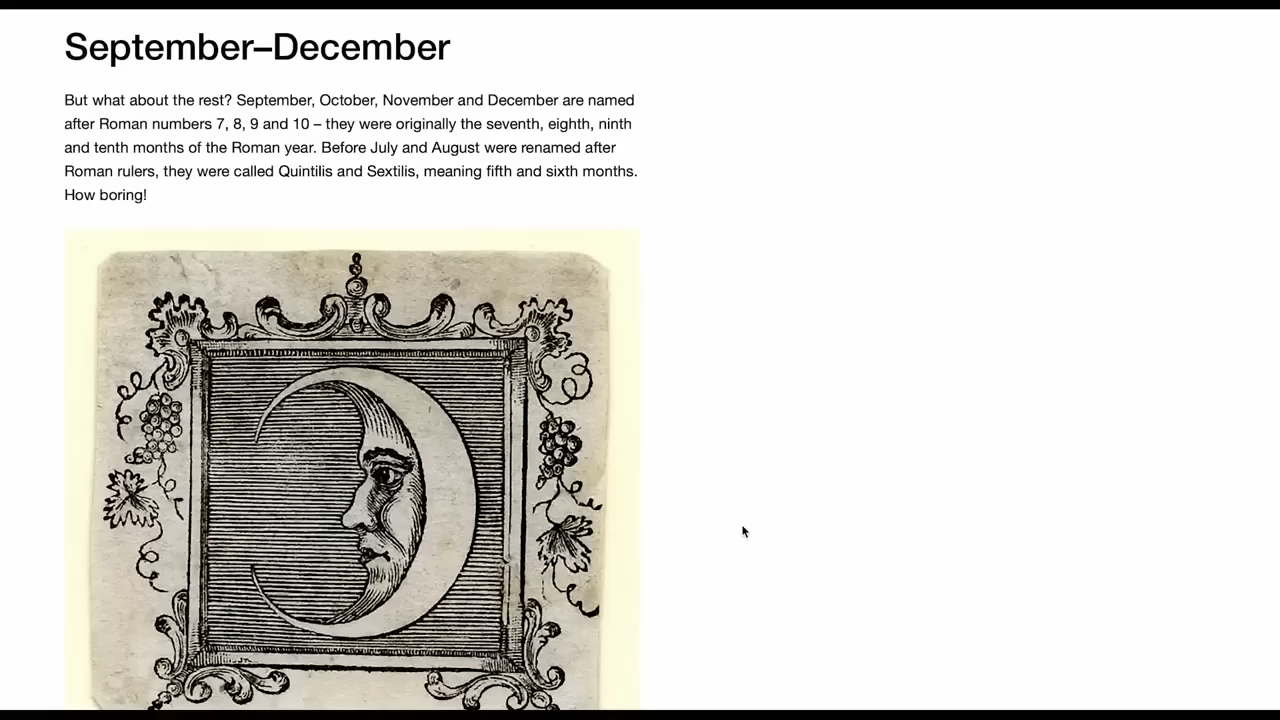 September–December
But what about the rest? September, October, November and December are named
after Roman numbers 7, 8, 9 and 10 – they were originally the seventh, eighth, ninth
and tenth months of the Roman year. Before July and August were renamed after
Roman rulers, they were called Quintilis and Sextilis, meaning fifth and sixth months.
How boring!